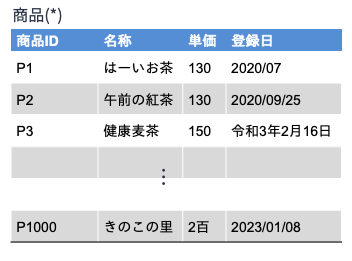 商品(*)
商品ID 名称 単価 登録日
P1 はーいお茶 130 2020/07
P2 午前の紅茶 130 2020/09/25
P3 健康麦茶 150 令和3年2月16日
⋮
P1000 きのこの里 2百 2023/01/08